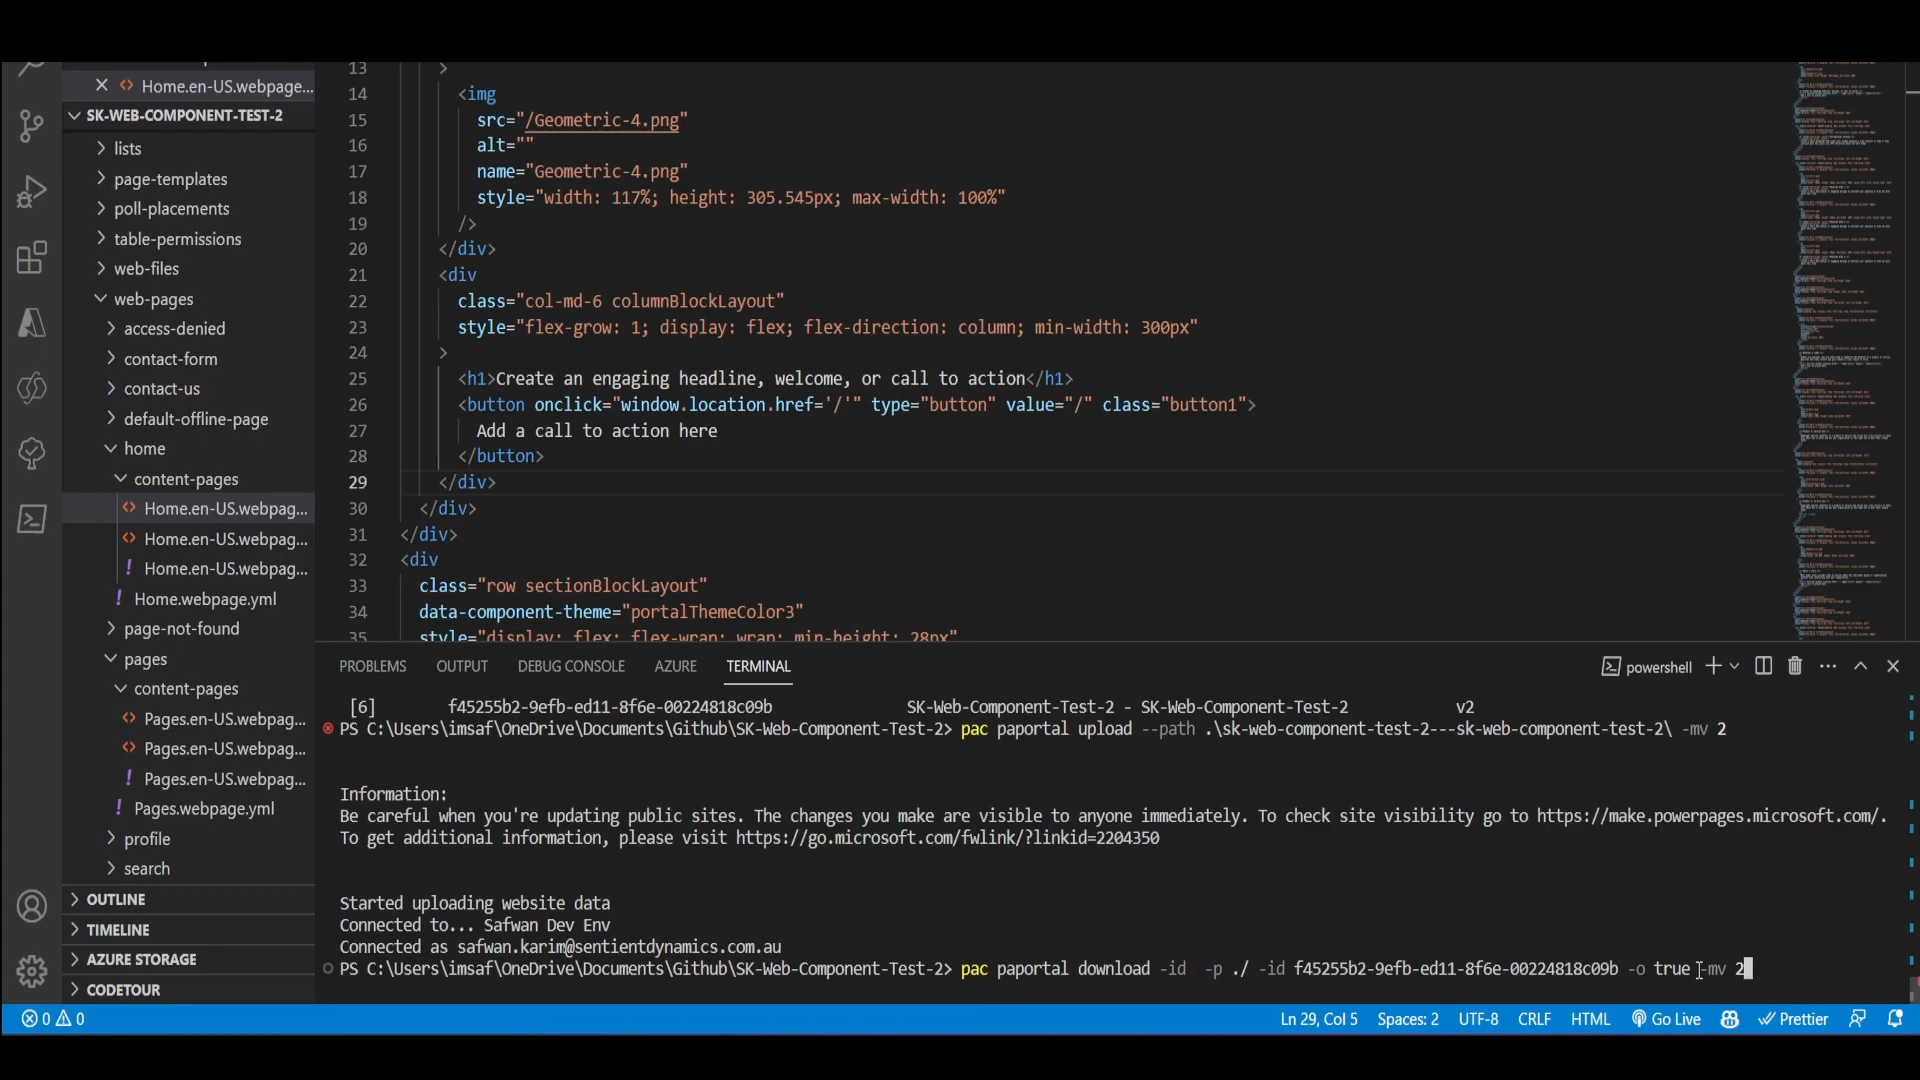 Home.en-US.webpage...
SK-WEB-COMPONENT-TEST-2
lists
page-templates
poll-placements
table-permissions
web-files
web-pages
access-denied
contact-form
contact-us
default-offline-page
home
content-pages
Home.en-US.webpag...
Home.en-US.webpag...
Home.en-US.webpag...
Home.webpage.yml
page-not-found
pages
content-pages
Pages.en-US.webpag...
Pages.en-US.webpag...
Pages.en-US.webpag...
Pages.webpage.yml
profile
search
OUTLINE
TIMELINE
AZURE STORAGE
CODETOUR
13 >
14 <img
15 src="/Geometric-4.png"
16 alt=""
17 name="Geometric-4.png"
18 style="width: 117%; height: 305.545px; max-width: 100%"
19 />
20 </div>
21 <div
22 class="col-md-6 columnBlockLayout"
23 style="flex-grow: 1; display: flex; flex-direction: column; min-width: 300px"
24 >
25 <h1>Create an engaging headline, welcome, or call to action</h1>
26 <button onclick="window.location.href='/'" type="button" value="/" class="button1">
27 Add a call to action here
28 </button>
29 </div>
30 </div>
31 </div>
32 <div
33 class="row sectionBlockLayout"
34 data-component-theme="portalThemeColor3"
35 style="display: flex; flex-wrap: wrap; min-height: 28px"
PROBLEMS OUTPUT DEBUG CONSOLE AZURE TERMINAL powershell
[6] f45255b2-9efb-ed11-8f6e-00224818c09b SK-Web-Component-Test-2 - SK-Web-Component-Test-2 v2
PS C:\Users\imsaf\OneDrive\Documents\Github\SK-Web-Component-Test-2> pac paportal upload --path .\sk-web-component-test-2---sk-web-component-test-2\ -mv 2
Information:
Be careful when you're updating public sites. The changes you make are visible to anyone immediately. To check site visibility go to https://make.powerpages.microsoft.com/.
To get additional information, please visit https://go.microsoft.com/fwlink/?linkid=2204350
Started uploading website data
Connected to... Safwan Dev Env
Connected as safwan.karim@sentientdynamics.com.au
PS C:\Users\imsaf\OneDrive\Documents\Github\SK-Web-Component-Test-2> pac paportal download -id -p ./ -id f45255b2-9efb-ed11-8f6e-00224818c09b -o true -mv 2
0 0 Ln 29, Col 5 Spaces: 2 UTF-8 CRLF HTML Go Live Prettier